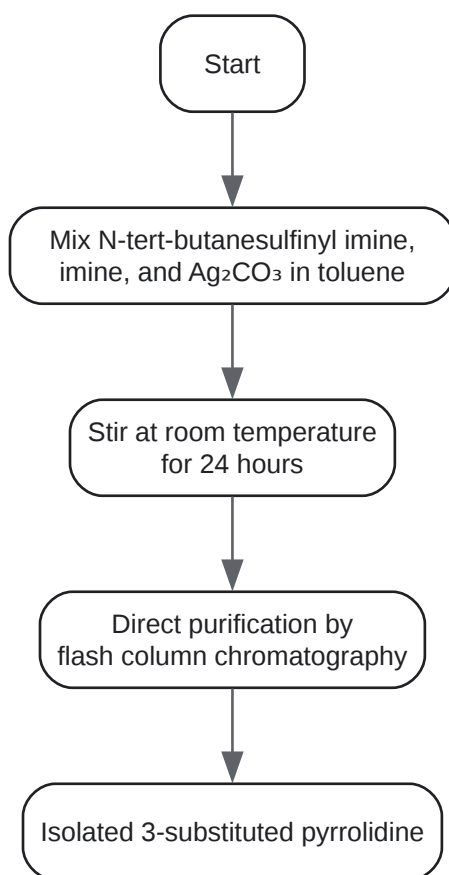 Start
Mix N-tert-butanesulfinyl imine,
imine, and Ag₂CO₃ in toluene
Stir at room temperature
for 24 hours
Direct purification by
flash column chromatography
Isolated 3-substituted pyrrolidine